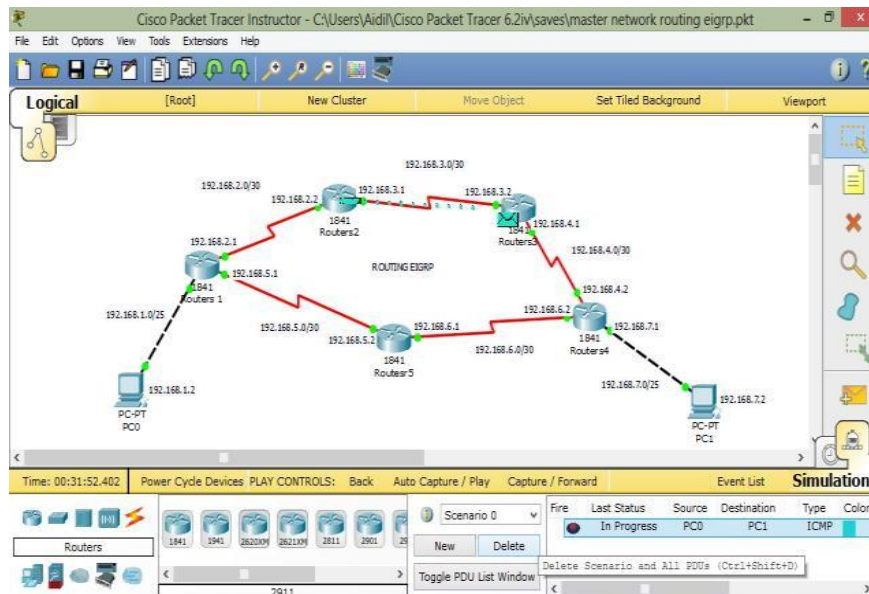 Cisco Packet Tracer Instructor - C:\Users\Aidil\Cisco Packet Tracer 6.2iv\saves\master network routing eigrp.pkt
File Edit Options View Tools Extensions Help
Logical [Root] New Cluster Move Object Set Tiled Background Viewport
192.168.3.0/30
192.168.2.0/30
192.168.2.2
192.168.3.1
192.168.3.2
1841
Routers2
192.168.4.1
1841
Routers3
192.168.2.1
192.168.4.0/30
ROUTING EIGRP
192.168.5.1
1841
Routers 1
192.168.4.2
192.168.1.0/25
192.168.6.2
192.168.5.0/30
192.168.6.1
192.168.7.1
192.168.5.2
1841
Routesr5
192.168.6.0/30
1841
Routers4
192.168.7.0/25
192.168.1.2
PC-PT
PC0
192.168.7.2
PC-PT
PC1
Time: 00:31:52.402 Power Cycle Devices PLAY CONTROLS: Back Auto Capture / Play Capture / Forward Event List Simulation
Routers
1841 1941 2620XM 2621XM 2811 2901 29
2911
Scenario 0
New Delete
Toggle PDU List Window
Fire Last Status Source Destination Type Color
In Progress PC0 PC1 ICMP
Delete Scenario and All PDUs (Ctrl+Shift+D)